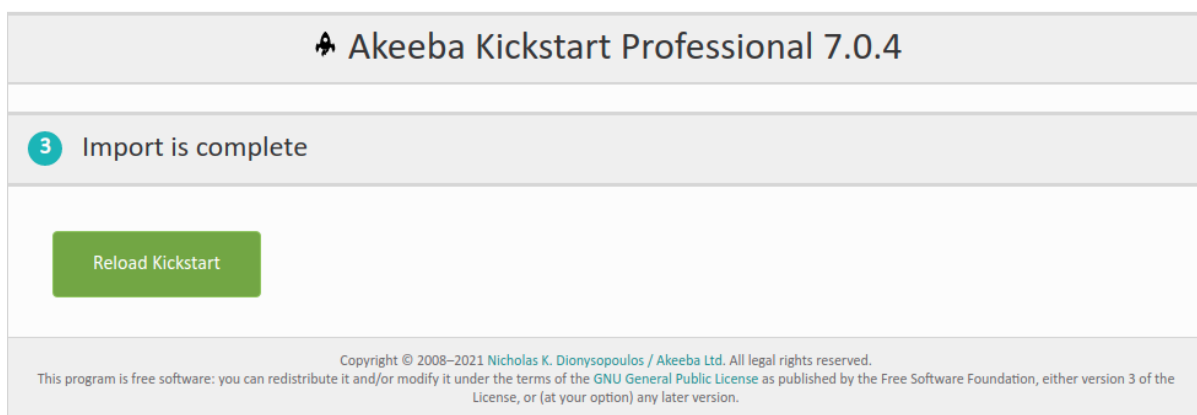 Akeeba Kickstart Professional 7.0.4
3 Import is complete
Reload Kickstart
Copyright © 2008–2021 Nicholas K. Dionysopoulos / Akeeba Ltd. All legal rights reserved.
This program is free software: you can redistribute it and/or modify it under the terms of the GNU General Public License as published by the Free Software Foundation, either version 3 of the
License, or (at your option) any later version.